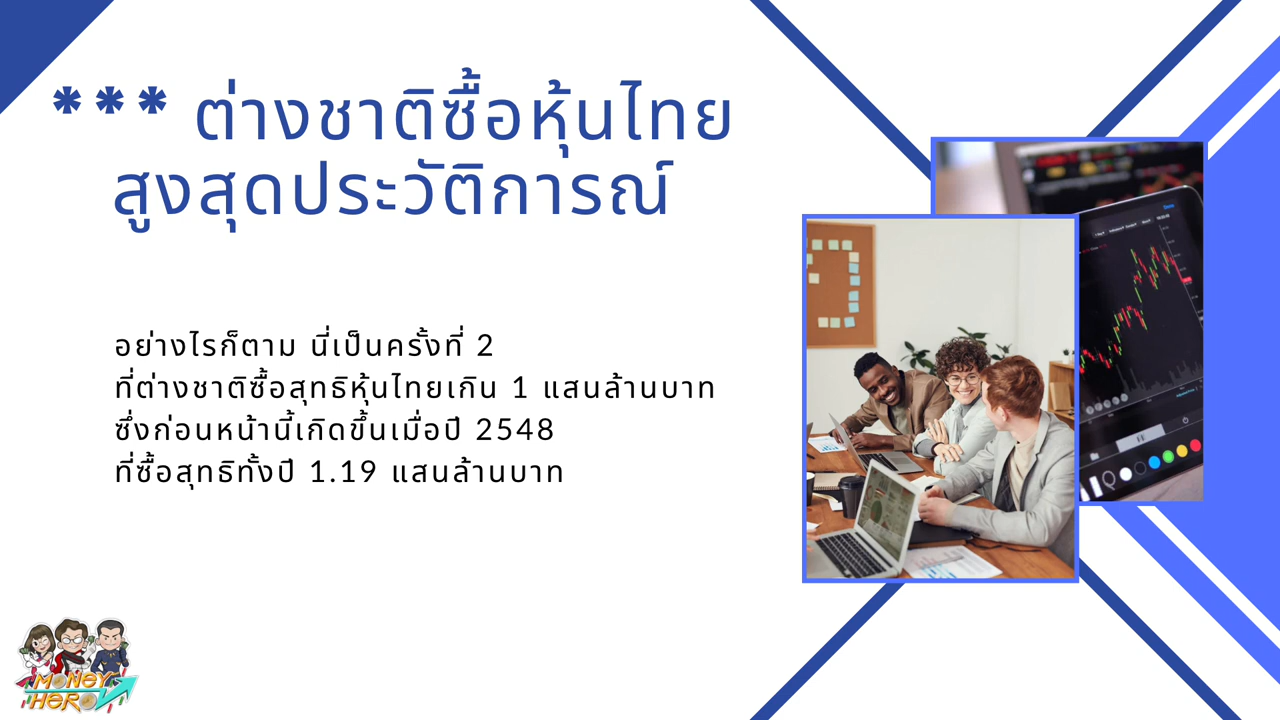 *** ต่างชาติซื้อหุ้นไทย
สูงสุดประวัติการณ์
อย่างไรก็ตาม นี่เป็นครั้งที่ 2
ที่ต่างชาติซื้อสุทธิหุ้นไทยเกิน 1 แสนล้านบาท
ซึ่งก่อนหน้านี้เกิดขึ้นเมื่อปี 2548
ที่ซื้อสุทธิทั้งปี 1.19 แสนล้านบาท
MONEY
HERO